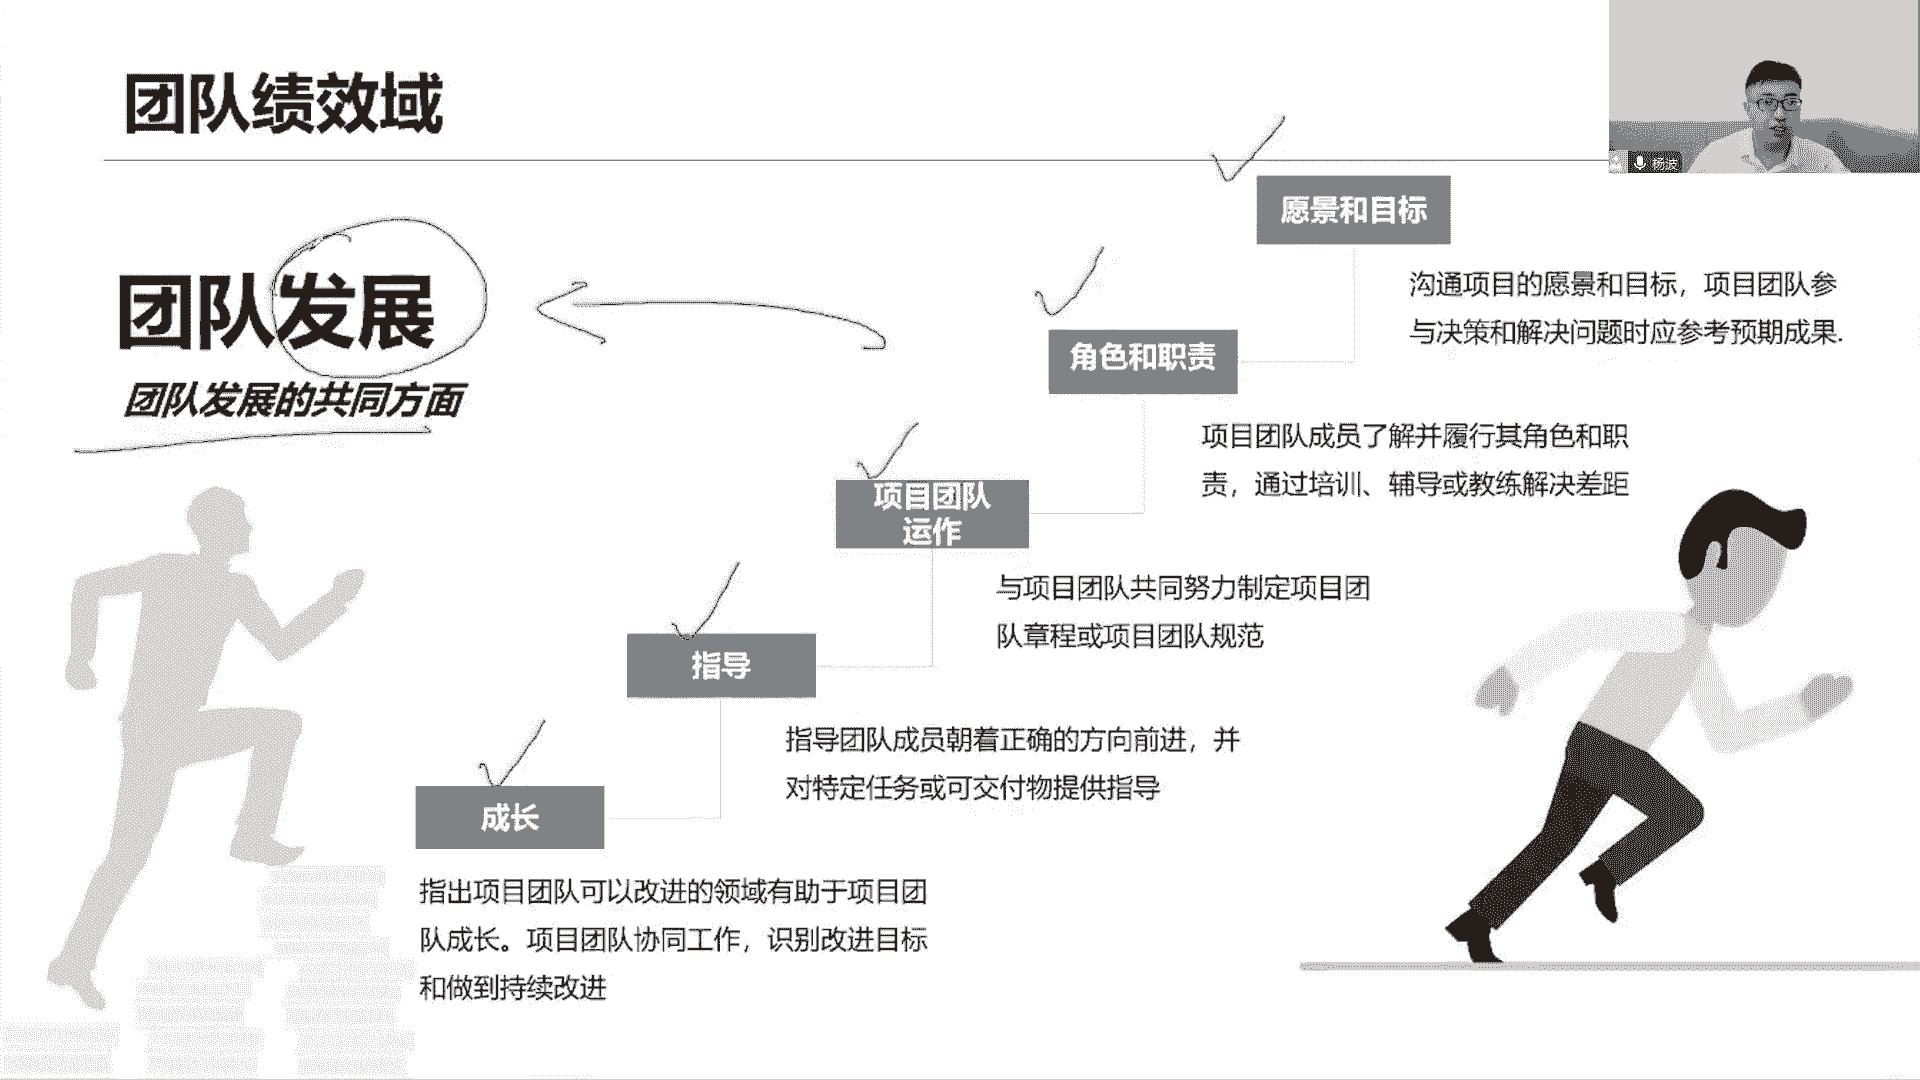 团队绩效域
杨波
愿景和目标
沟通项目的愿景和目标，项目团队参
与决策和解决问题时应参考预期成果.
团队发展
团队发展的共同方面
角色和职责
项目团队成员了解并履行其角色和职
责，通过培训、辅导或教练解决差距
项目团队
运作
与项目团队共同努力制定项目团
队章程或项目团队规范
指导
指导团队成员朝着正确的方向前进，并
对特定任务或可交付物提供指导
成长
指出项目团队可以改进的领域有助于项目团
队成长。项目团队协同工作，识别改进目标
和做到持续改进